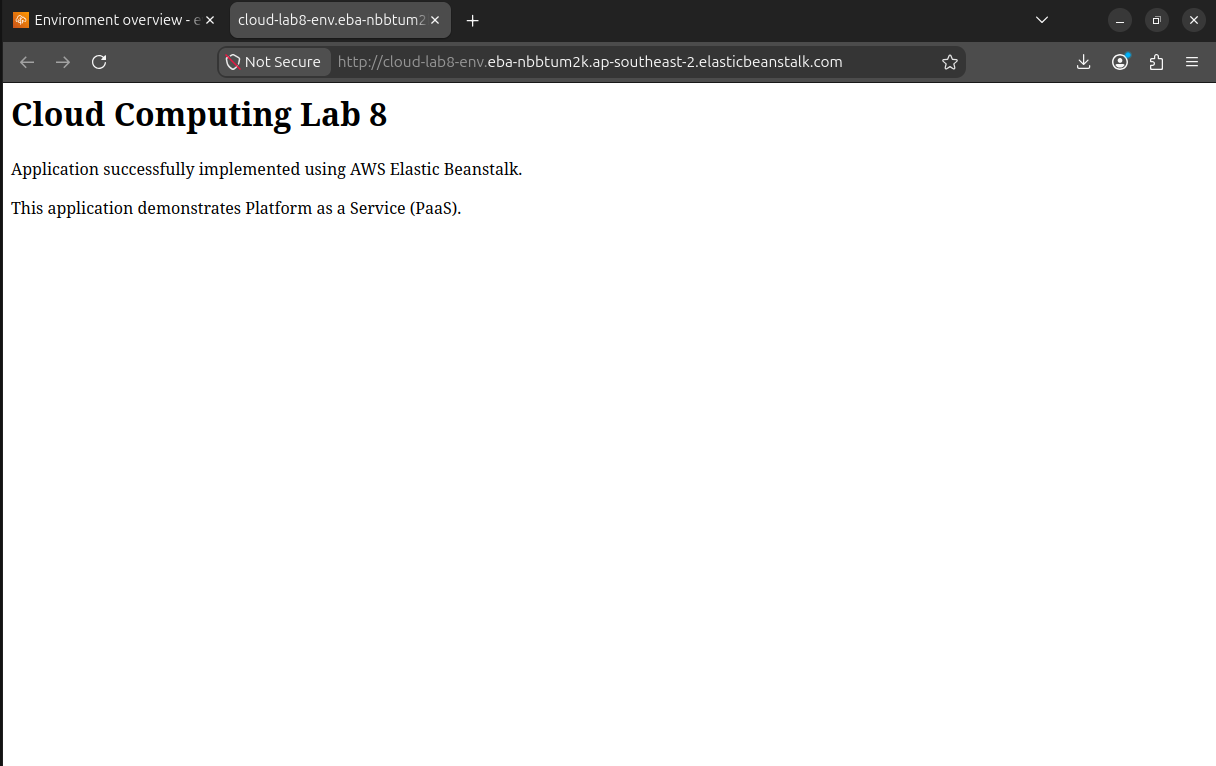 Environment overview - e
cloud-lab8-env.eba-nbbtum2
Not Secure
http://cloud-lab8-env.eba-nbbtum2k.ap-southeast-2.elasticbeanstalk.com
Cloud Computing Lab 8
Application successfully implemented using AWS Elastic Beanstalk.
This application demonstrates Platform as a Service (PaaS).